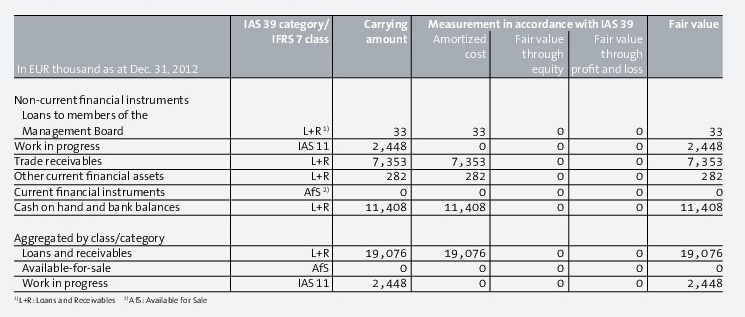 IAS 39 category/ Carrying Measurement in accordance with IAS 39 Fair value
IFRS 7 class amount Amortized Fair value Fair value
cost through through
In EUR thousand as at Dec. 31, 2012 equity profit and loss
Non-current financial instruments
Loans to members of the
Management Board L+R 1) 33 33 0 0 33
Work in progress IAS 11 2,448 0 0 0 2,448
Trade receivables L+R 7,353 7,353 0 0 7,353
Other current financial assets L+R 282 282 0 0 282
Current financial instruments AfS 2) 0 0 0 0 0
Cash on hand and bank balances L+R 11,408 11,408 0 0 11,408
Aggregated by class/category
Loans and receivables L+R 19,076 19,076 0 0 19,076
Available-for-sale AfS 0 0 0 0 0
Work in progress IAS 11 2,448 0 0 0 2,448
1) L+R: Loans and Receivables 2) AfS: Available for Sale